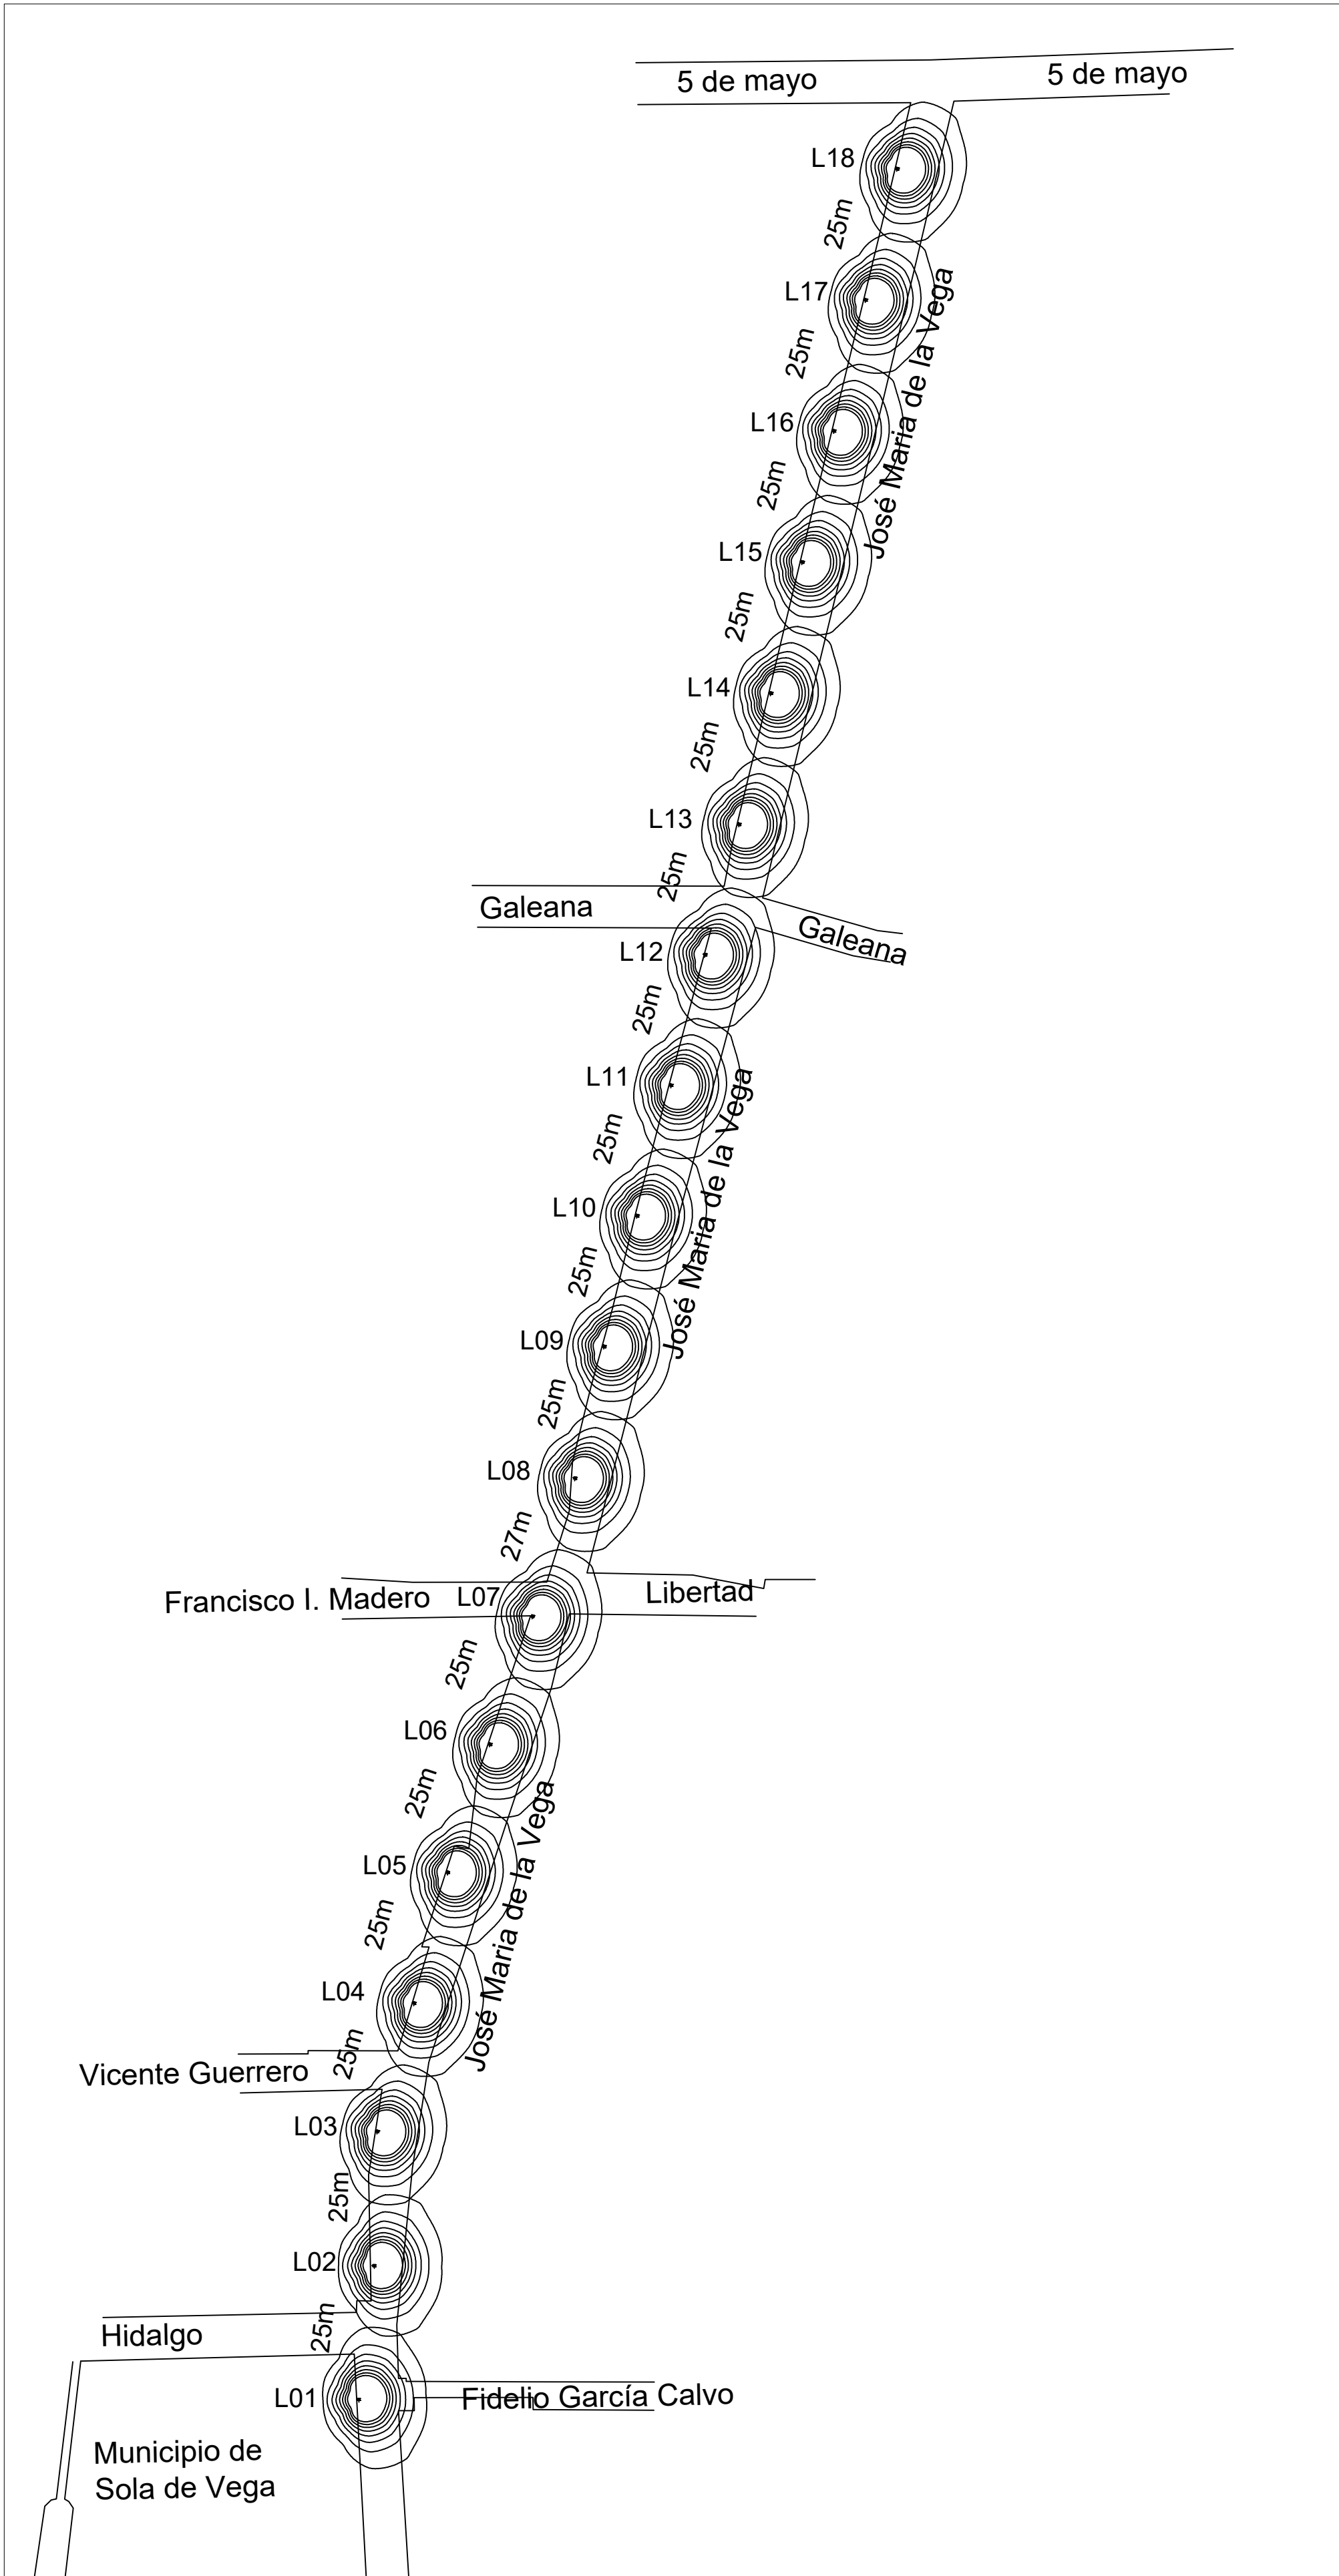 5 de mayo
5 de mayo
L18
25m
L17
José Maria de la Vega
25m
L16
25m
L15
25m
L14
25m
L13
25m
Galeana
Galeana
L12
25m
L11
José Maria de la Vega
25m
L10
25m
L09
25m
L08
27m
Francisco I. Madero
L07
Libertad
25m
L06
25m
José Maria de la Vega
L05
25m
L04
25m
Vicente Guerrero
L03
25m
L02
25m
Hidalgo
L01
Fidelio García Calvo
Municipio de
Sola de Vega